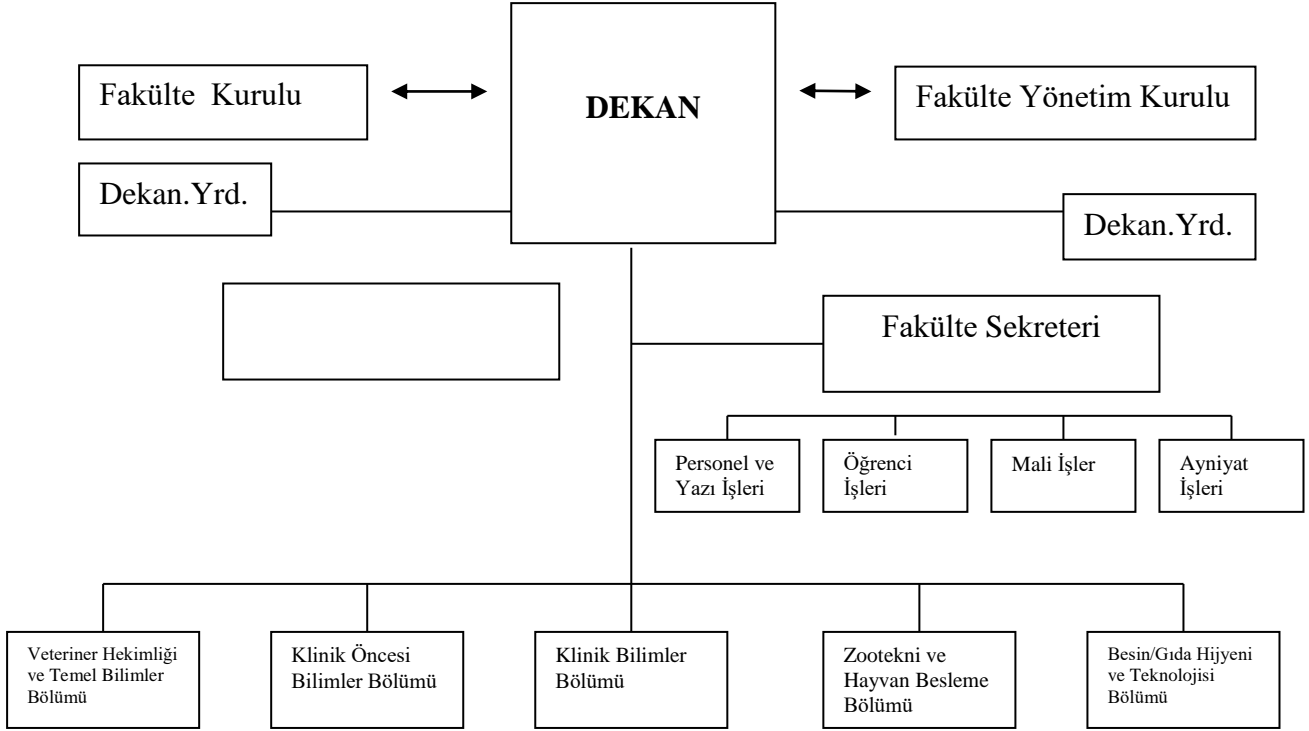 Fakülte Kurulu
DEKAN
Fakülte Yönetim Kurulu
Dekan.Yrd.
Dekan.Yrd.
Fakülte Sekreteri
Personel ve
Yazı İşleri
Öğrenci
İşleri
Mali İşler
Ayniyat
İşleri
Veteriner Hekimliği
ve Temel Bilimler
Bölümü
Klinik Öncesi
Bilimler Bölümü
Klinik Bilimler
Bölümü
Zootekni ve
Hayvan Besleme
Bölümü
Besin/Gıda Hijyeni
ve Teknolojisi
Bölümü